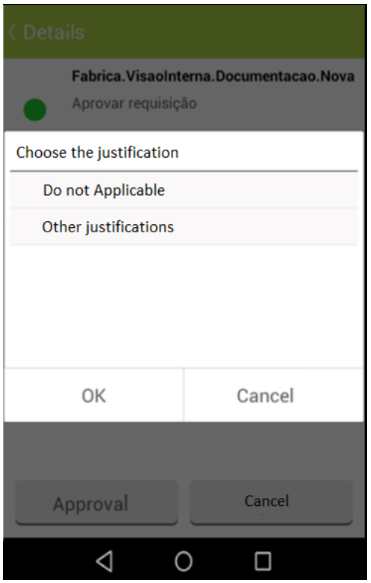 Details
Fabrica.VisaoInterna.Documentacao.Nova
Aprovar requisição
Choose the justification
Do not Applicable
Other justifications
OK
Cancel
Approval
Cancel